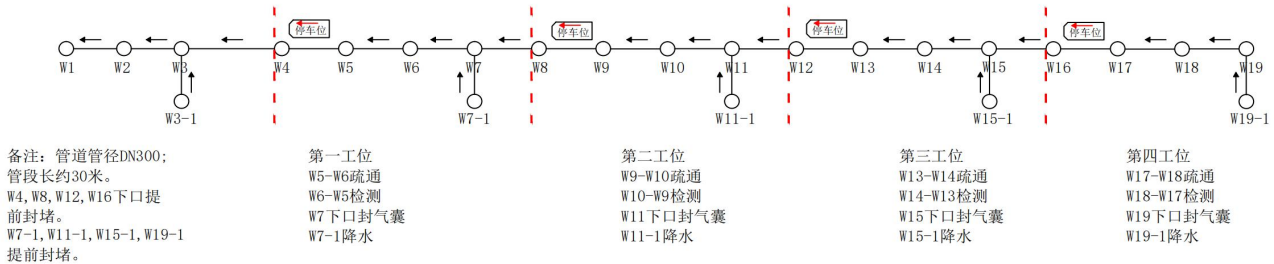 停车位 停车位 停车位 停车位
W1 W2 W3 W4 W5 W6 W7 W8 W9 W10 W11 W12 W13 W14 W15 W16 W17 W18 W19
W3-1 W7-1 W11-1 W15-1 W19-1
备注：管道管径DN300;
管段长约30米。
W4,W8,W12,W16下口提
前封堵。
W7-1,W11-1,W15-1,W19-1
提前封堵。
第一工位
W5-W6疏通
W6-W5检测
W7下口封气囊
W7-1降水
第二工位
W9-W10疏通
W10-W9检测
W11下口封气囊
W11-1降水
第三工位
W13-W14疏通
W14-W13检测
W15下口封气囊
W15-1降水
第四工位
W17-W18疏通
W18-W17检测
W19下口封气囊
W19-1降水